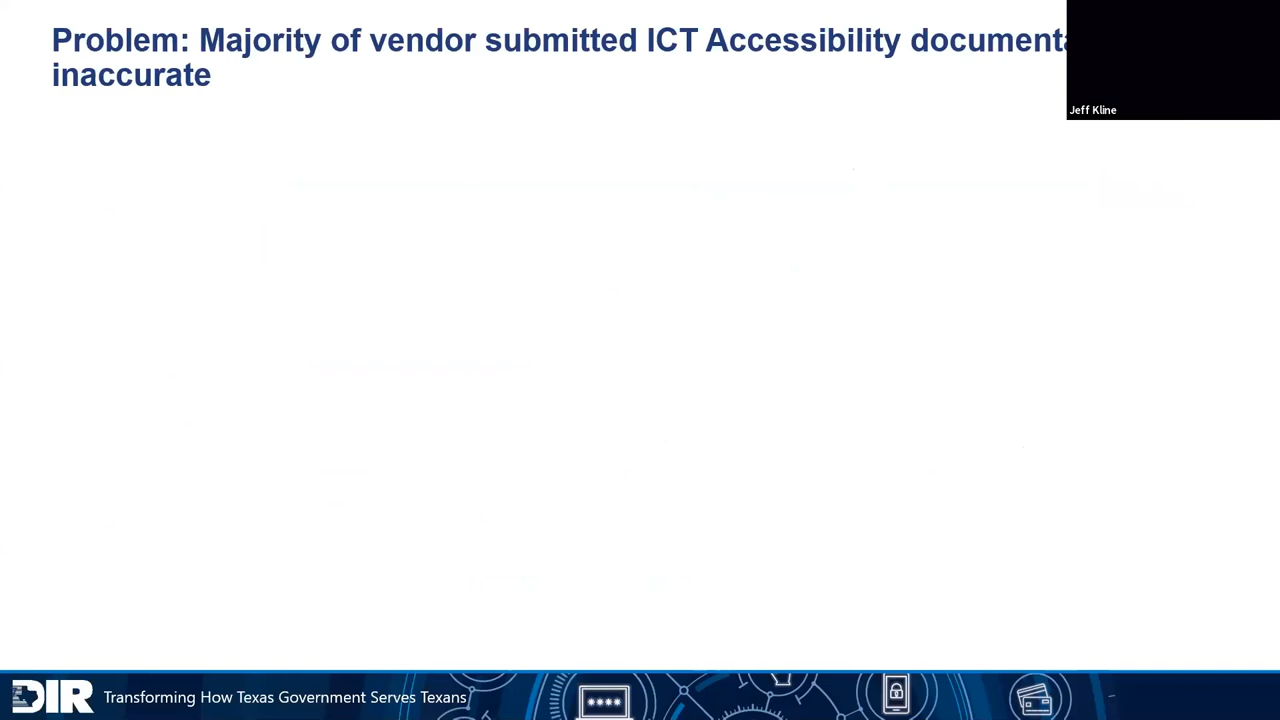 Problem: Majority of vendor submitted ICT Accessibility documenta
inaccurate
Jeff Kline
DIR Transforming How Texas Government Serves Texans